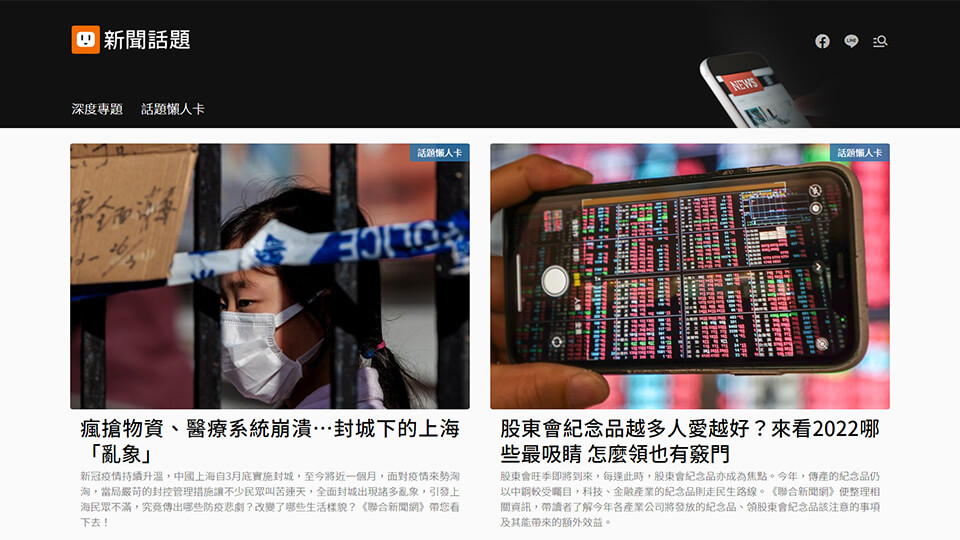 新聞話題
深度專題 話題懶人卡
NEWS
話題懶人卡
POLICE
瘋搶物資、醫療系統崩潰…封城下的上海
「亂象」
新冠疫情持續升溫，中國上海自3月底實施封城，至今將近一個月，面對疫情來勢洶
洶，當局嚴苛的封控管理措施讓不少民眾叫苦連天，全面封城出現諸多亂象，引發上
海民眾不滿，究竟傳出哪些防疫悲劇？改變了哪些生活樣貌？《聯合新聞網》帶您看
下去！
話題懶人卡
股東會紀念品越多人愛越好？來看2022哪
些最吸睛 怎麼領也有竅門
股東會旺季即將到來，每逢此時，股東會紀念品亦成為焦點。今年，傳產的紀念品仍
以中鋼較受矚目，科技、金融產業的紀念品則走民生路線。《聯合新聞網》便整理相
關資訊，帶讀者了解今年各產業公司將發放的紀念品、領股東會紀念品該注意的事項
及其能帶來的額外效益。